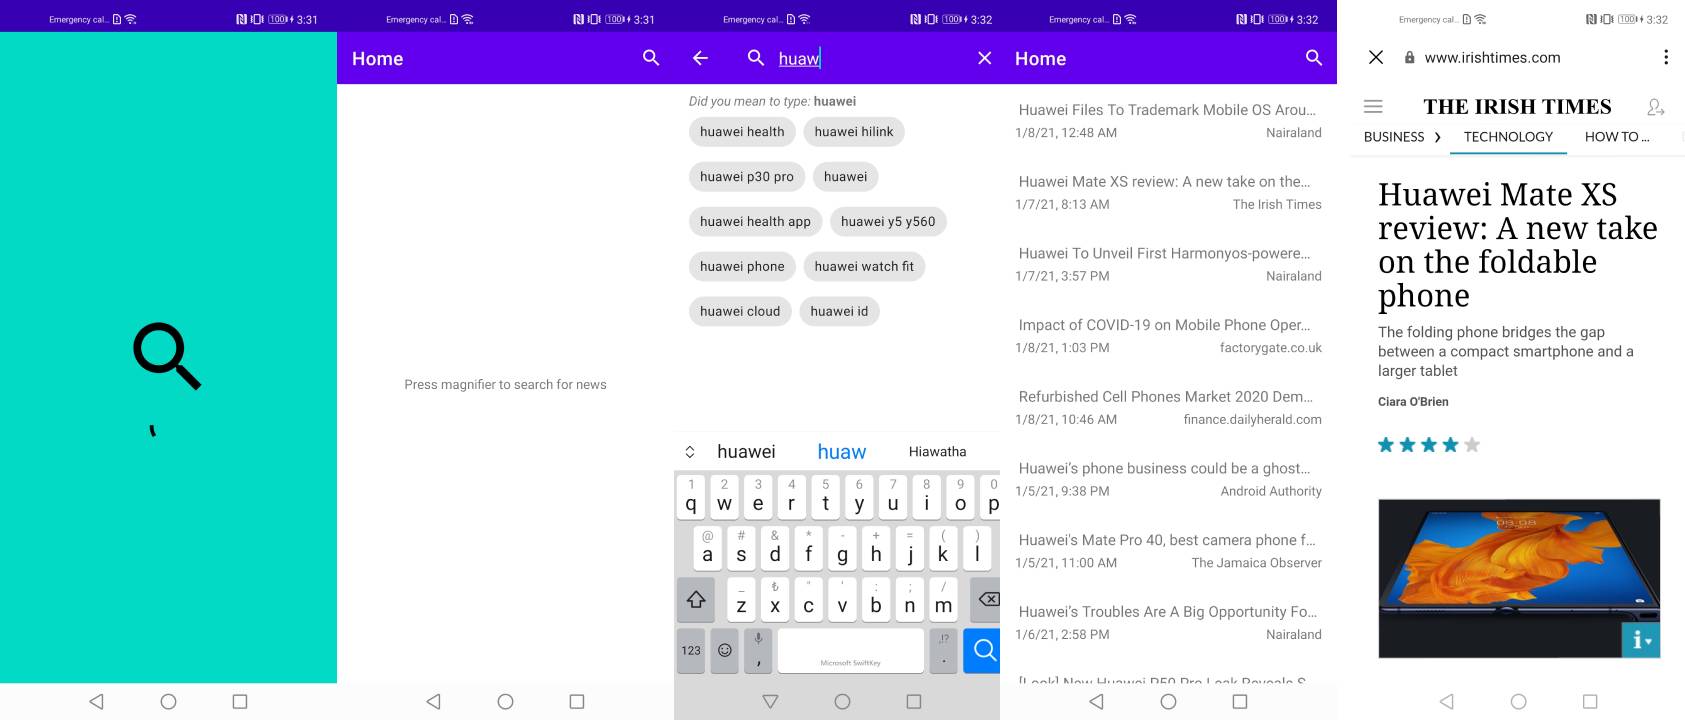 Emergency cal... 100 3:31
Emergency cal... 100 3:31
Home
Press magnifier to search for news
Emergency cal... 100 3:32
huaw
Did you mean to type: huawei
huawei health huawei hilink
huawei p30 pro huawei
huawei health app huawei y5 y560
huawei phone huawei watch fit
huawei cloud huawei id
huawei huaw Hiawatha
1 2 3 4 5 6 7 8 9 0
q w e r t y u i o p
@ # & * - + = ( )
a s d f g h j k l
_ ₺ " ' : ; /
z x c v b n m
123 , Microsoft SwiftKey ,!? .
Emergency cal... 100 3:32
Home
Huawei Files To Trademark Mobile OS Arou...
1/8/21, 12:48 AM Nairaland
Huawei Mate XS review: A new take on the...
1/7/21, 8:13 AM The Irish Times
Huawei To Unveil First Harmonyos-powere...
1/7/21, 3:57 PM Nairaland
Impact of COVID-19 on Mobile Phone Oper...
1/8/21, 1:03 PM factorygate.co.uk
Refurbished Cell Phones Market 2020 Dem...
1/8/21, 10:46 AM finance.dailyherald.com
Huawei's phone business could be a ghost...
1/5/21, 9:38 PM Android Authority
Huawei's Mate Pro 40, best camera phone f...
1/5/21, 11:00 AM The Jamaica Observer
Huawei's Troubles Are A Big Opportunity Fo...
1/6/21, 2:58 PM Nairaland
[Look] New Huawei P50 Pro Leak Reveals S...
Emergency cal... 100 3:32
www.irishtimes.com
THE IRISH TIMES
BUSINESS TECHNOLOGY HOW TO ...
Huawei Mate XS
review: A new take
on the foldable
phone
The folding phone bridges the gap
between a compact smartphone and a
larger tablet
Ciara O'Brien
08:08
i